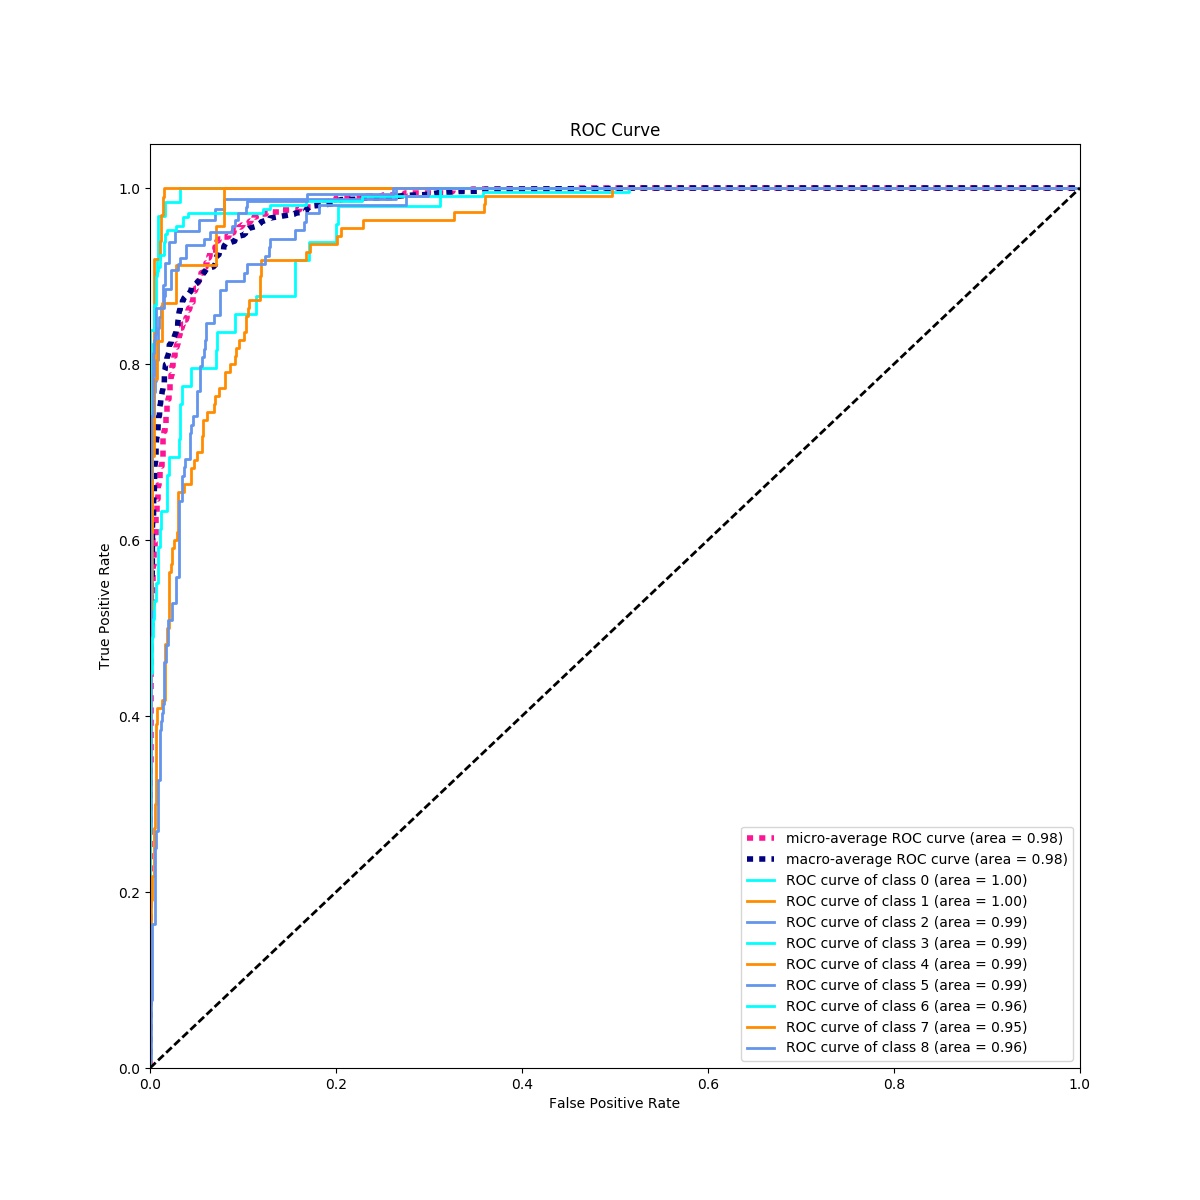 ROC Curve
1.0
0.8
0.6
0.4
0.2
0.0
True Positive Rate
0.0 0.2 0.4 0.6 0.8 1.0
False Positive Rate
micro-average ROC curve (area = 0.98)
macro-average ROC curve (area = 0.98)
ROC curve of class 0 (area = 1.00)
ROC curve of class 1 (area = 1.00)
ROC curve of class 2 (area = 0.99)
ROC curve of class 3 (area = 0.99)
ROC curve of class 4 (area = 0.99)
ROC curve of class 5 (area = 0.99)
ROC curve of class 6 (area = 0.96)
ROC curve of class 7 (area = 0.95)
ROC curve of class 8 (area = 0.96)